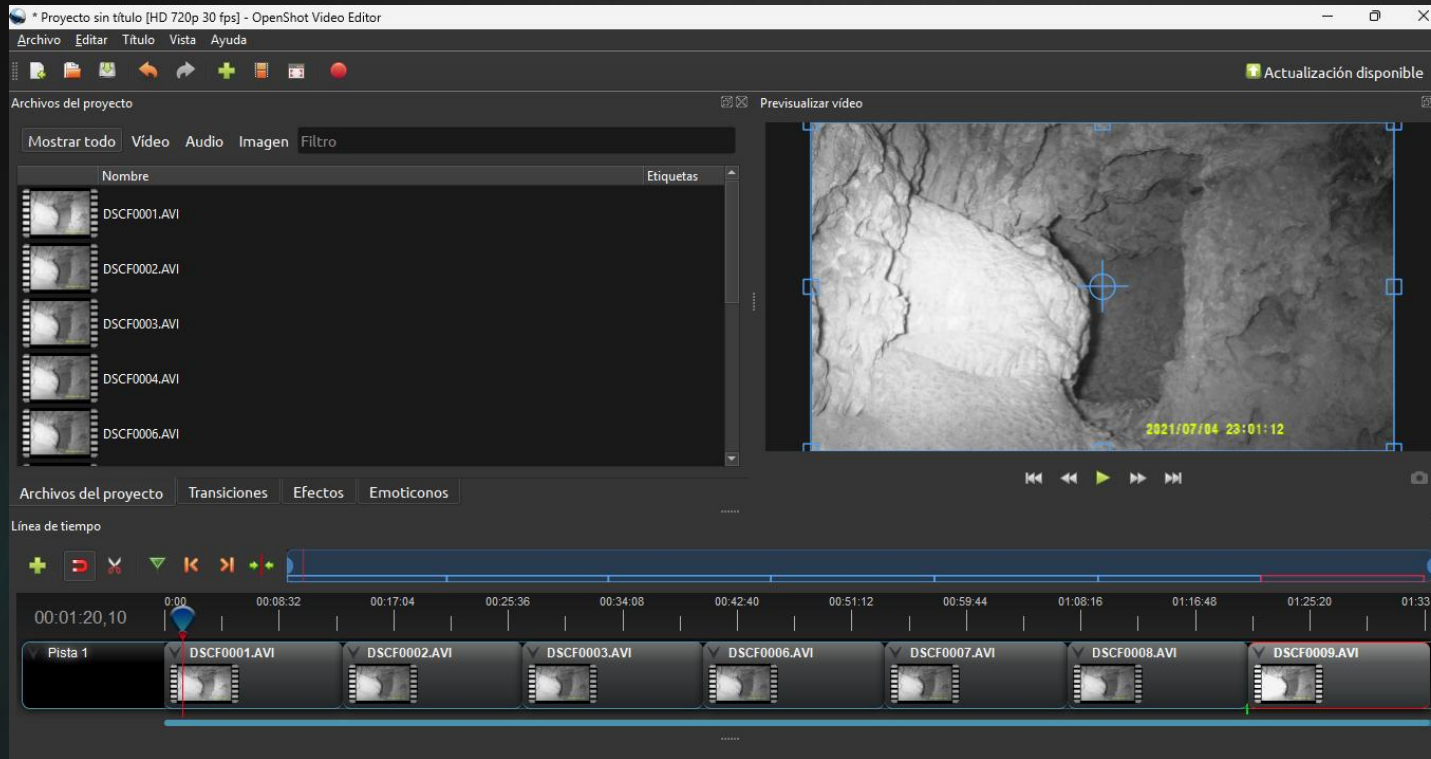 * Proyecto sin título [HD 720p 30 fps] - OpenShot Video Editor
Archivo Editar Título Vista Ayuda
Actualización disponible
Archivos del proyecto
Previsualizar vídeo
Mostrar todo Vídeo Audio Imagen Filtro
Nombre Etiquetas
DSCF0001.AVI
DSCF0002.AVI
DSCF0003.AVI
DSCF0004.AVI
DSCF0006.AVI
2021/07/04 23:01:12
Archivos del proyecto Transiciones Efectos Emoticonos
Línea de tiempo
00:01:20,10
0:00 00:08:32 00:17:04 00:25:36 00:34:08 00:42:40 00:51:12 00:59:44 01:08:16 01:16:48 01:25:20 01:33
Pista 1
DSCF0001.AVI DSCF0002.AVI DSCF0003.AVI DSCF0006.AVI DSCF0007.AVI DSCF0008.AVI DSCF0009.AVI